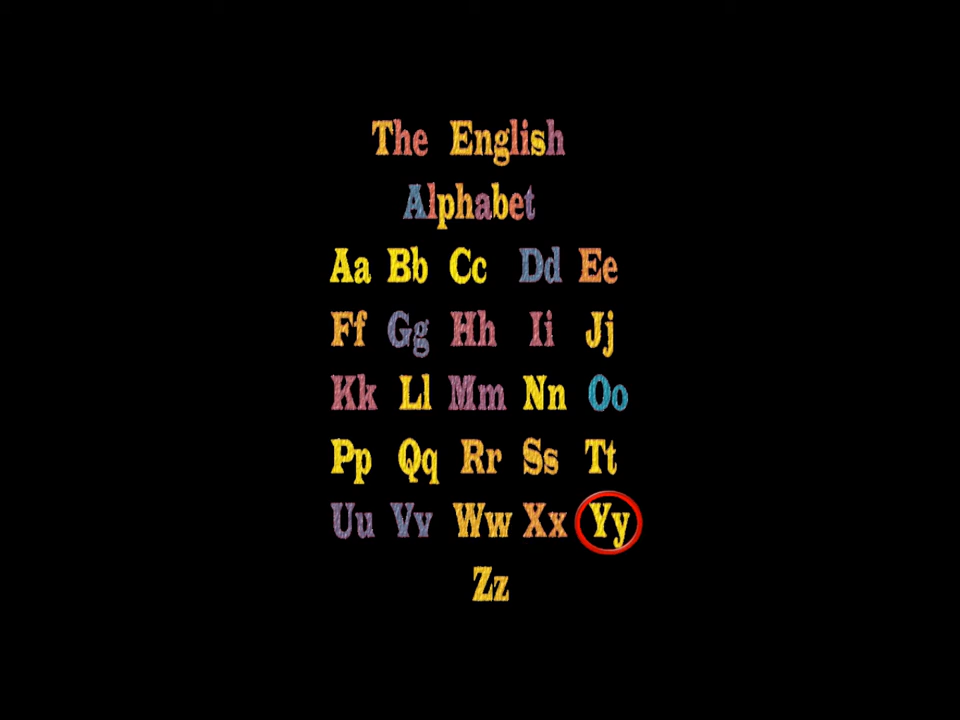 The English
Alphabet
Aa Bb Cc Dd Ee
Ff Gg Hh Ii Jj
Kk Ll Mm Nn Oo
Pp Qq Rr Ss Tt
Uu Vv Ww Xx Yy
Zz